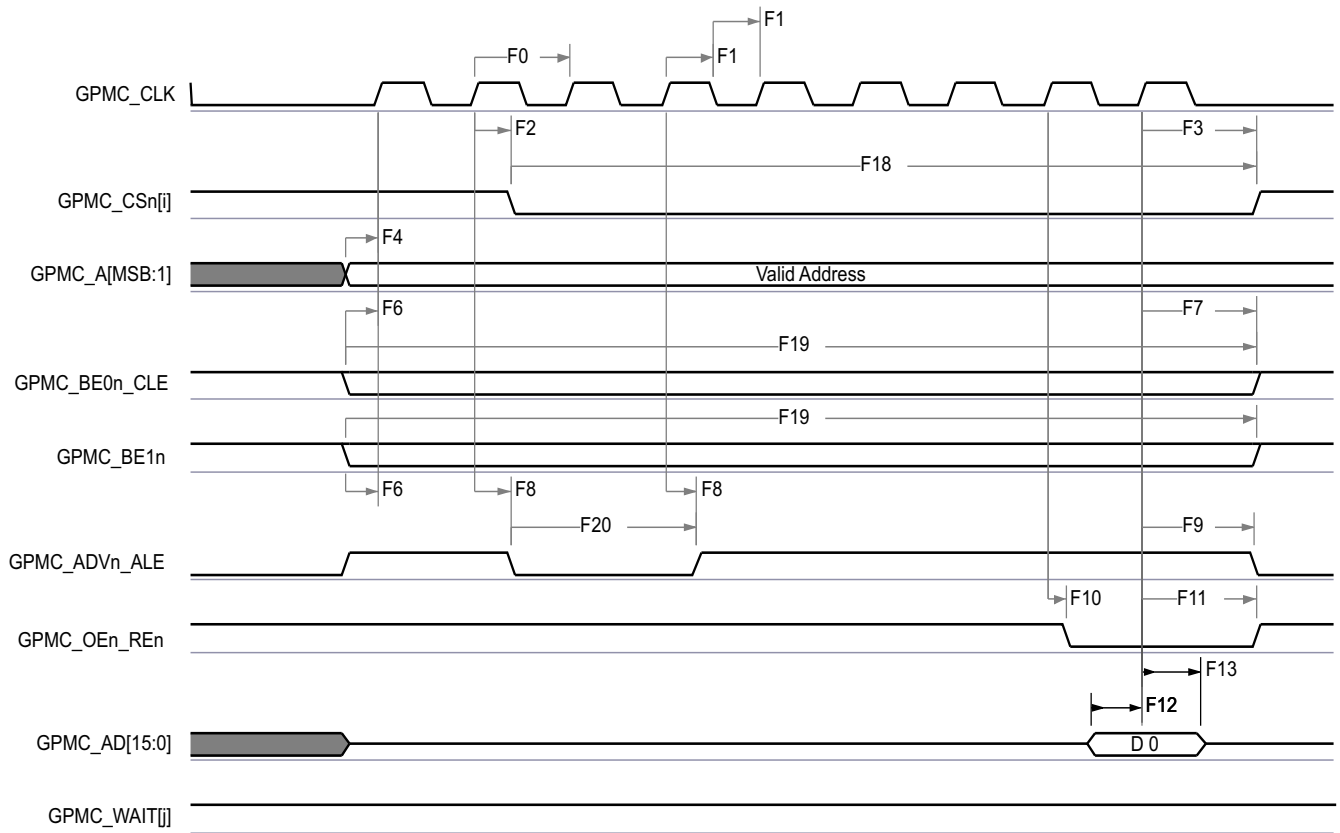 F1
F0
F1
GPMC_CLK
F2
F3
F18
GPMC_CSn[i]
F4
GPMC_A[MSB:1]
Valid Address
F6
F7
F19
GPMC_BE0n_CLE
F19
GPMC_BE1n
F6
F8
F8
F20
F9
GPMC_ADVn_ALE
F10
F11
GPMC_OEn_REn
F13
F12
GPMC_AD[15:0]
D 0
GPMC_WAIT[j]